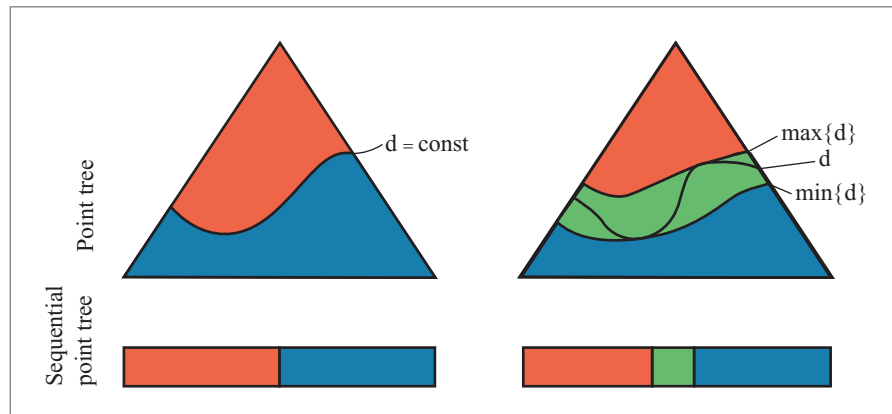 Point tree
d = const
max{d}
d
min{d}
Sequential
point tree